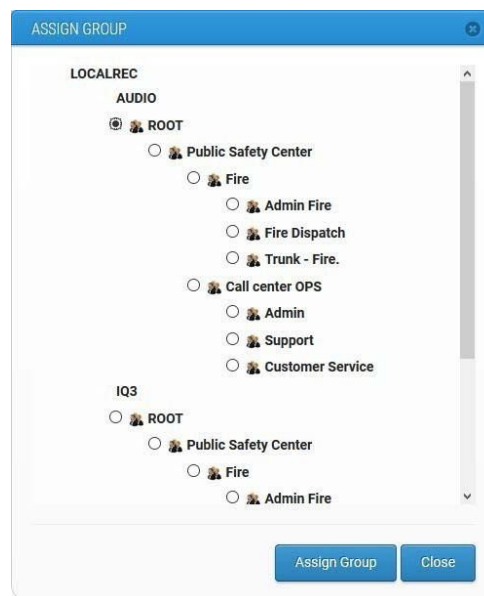 ASSIGN GROUP
LOCALREC
AUDIO
ROOT
Public Safety Center
Fire
Admin Fire
Fire Dispatch
Trunk - Fire.
Call center OPS
Admin
Support
Customer Service
IQ3
ROOT
Public Safety Center
Fire
Admin Fire
Assign Group Close